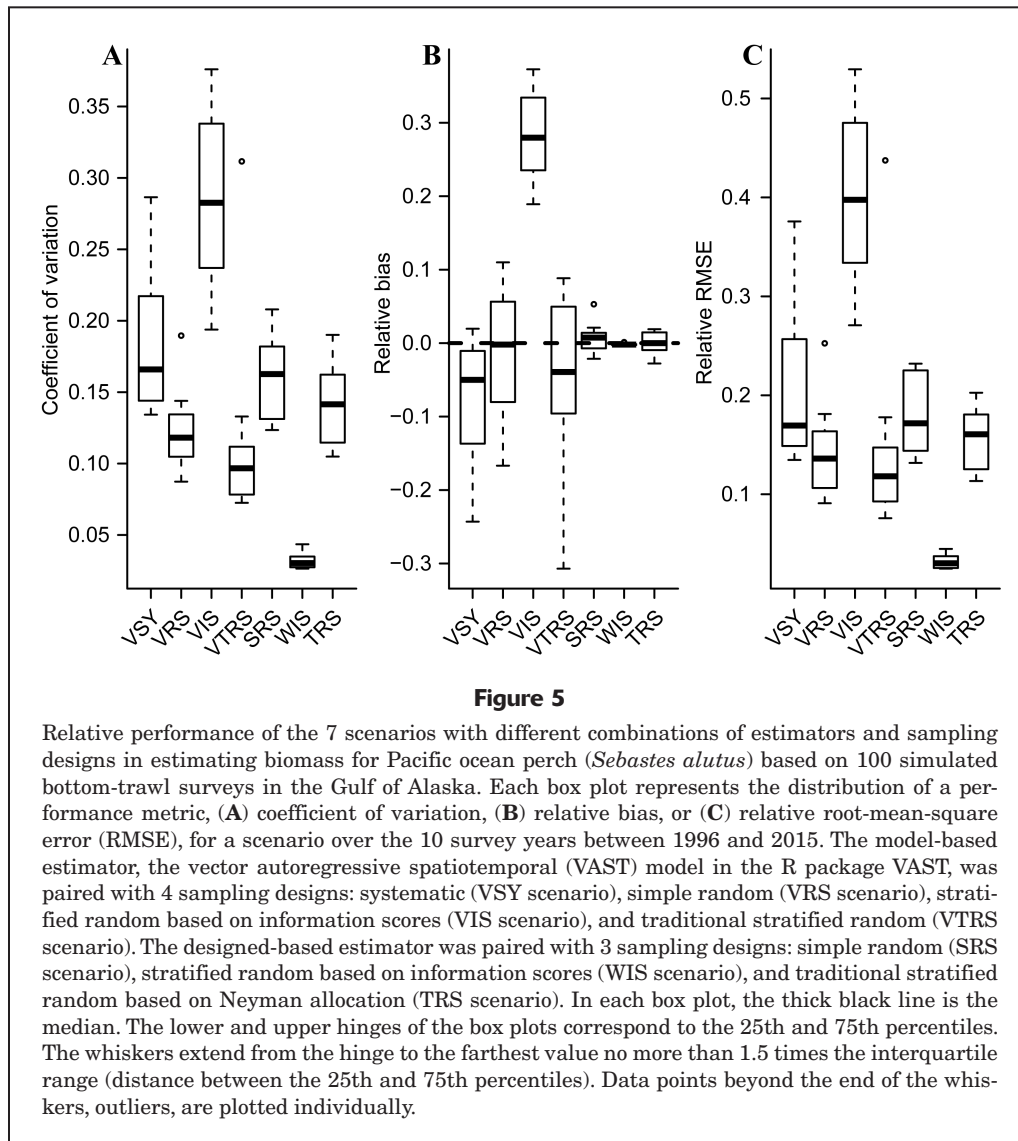 A
Coefficient of variation
0.35
0.30
0.25
0.20
0.15
0.10
0.05
VSY
VRS
VIS
VTRS
SRS
WIS
TRS
B
Relative bias
0.3
0.2
0.1
0.0
−0.1
−0.2
−0.3
VSY
VRS
VIS
VTRS
SRS
WIS
TRS
C
Relative RMSE
0.5
0.4
0.3
0.2
0.1
VSY
VRS
VIS
VTRS
SRS
WIS
TRS
Figure 5
Relative performance of the 7 scenarios with different combinations of estimators and sampling
designs in estimating biomass for Pacific ocean perch (Sebastes alutus) based on 100 simulated
bottom-trawl surveys in the Gulf of Alaska. Each box plot represents the distribution of a per-
formance metric, (A) coefficient of variation, (B) relative bias, or (C) relative root-mean-square
error (RMSE), for a scenario over the 10 survey years between 1996 and 2015. The model-based
estimator, the vector autoregressive spatiotemporal (VAST) model in the R package VAST, was
paired with 4 sampling designs: systematic (VSY scenario), simple random (VRS scenario), strati-
fied random based on information scores (VIS scenario), and traditional stratified random (VTRS
scenario). The designed-based estimator was paired with 3 sampling designs: simple random (SRS
scenario), stratified random based on information scores (WIS scenario), and traditional stratified
random based on Neyman allocation (TRS scenario). In each box plot, the thick black line is the
median. The lower and upper hinges of the box plots correspond to the 25th and 75th percentiles.
The whiskers extend from the hinge to the farthest value no more than 1.5 times the interquartile
range (distance between the 25th and 75th percentiles). Data points beyond the end of the whis-
kers, outliers, are plotted individually.